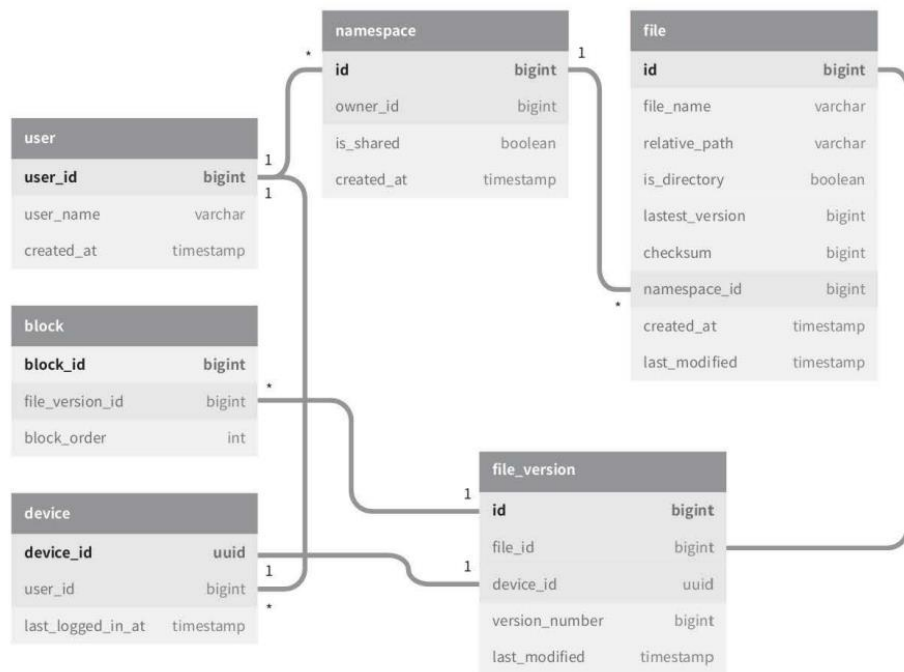 user
user_id bigint
user_name varchar
created_at timestamp
block
block_id bigint
file_version_id bigint
block_order int
device
device_id uuid
user_id bigint
last_logged_in_at timestamp
namespace
id bigint
owner_id bigint
is_shared boolean
created_at timestamp
file
id bigint
file_name varchar
relative_path varchar
is_directory boolean
lastest_version bigint
checksum bigint
namespace_id bigint
created_at timestamp
last_modified timestamp
file_version
id bigint
file_id bigint
device_id uuid
version_number bigint
last_modified timestamp
*
1
1
1
*
*
1
1
1
*